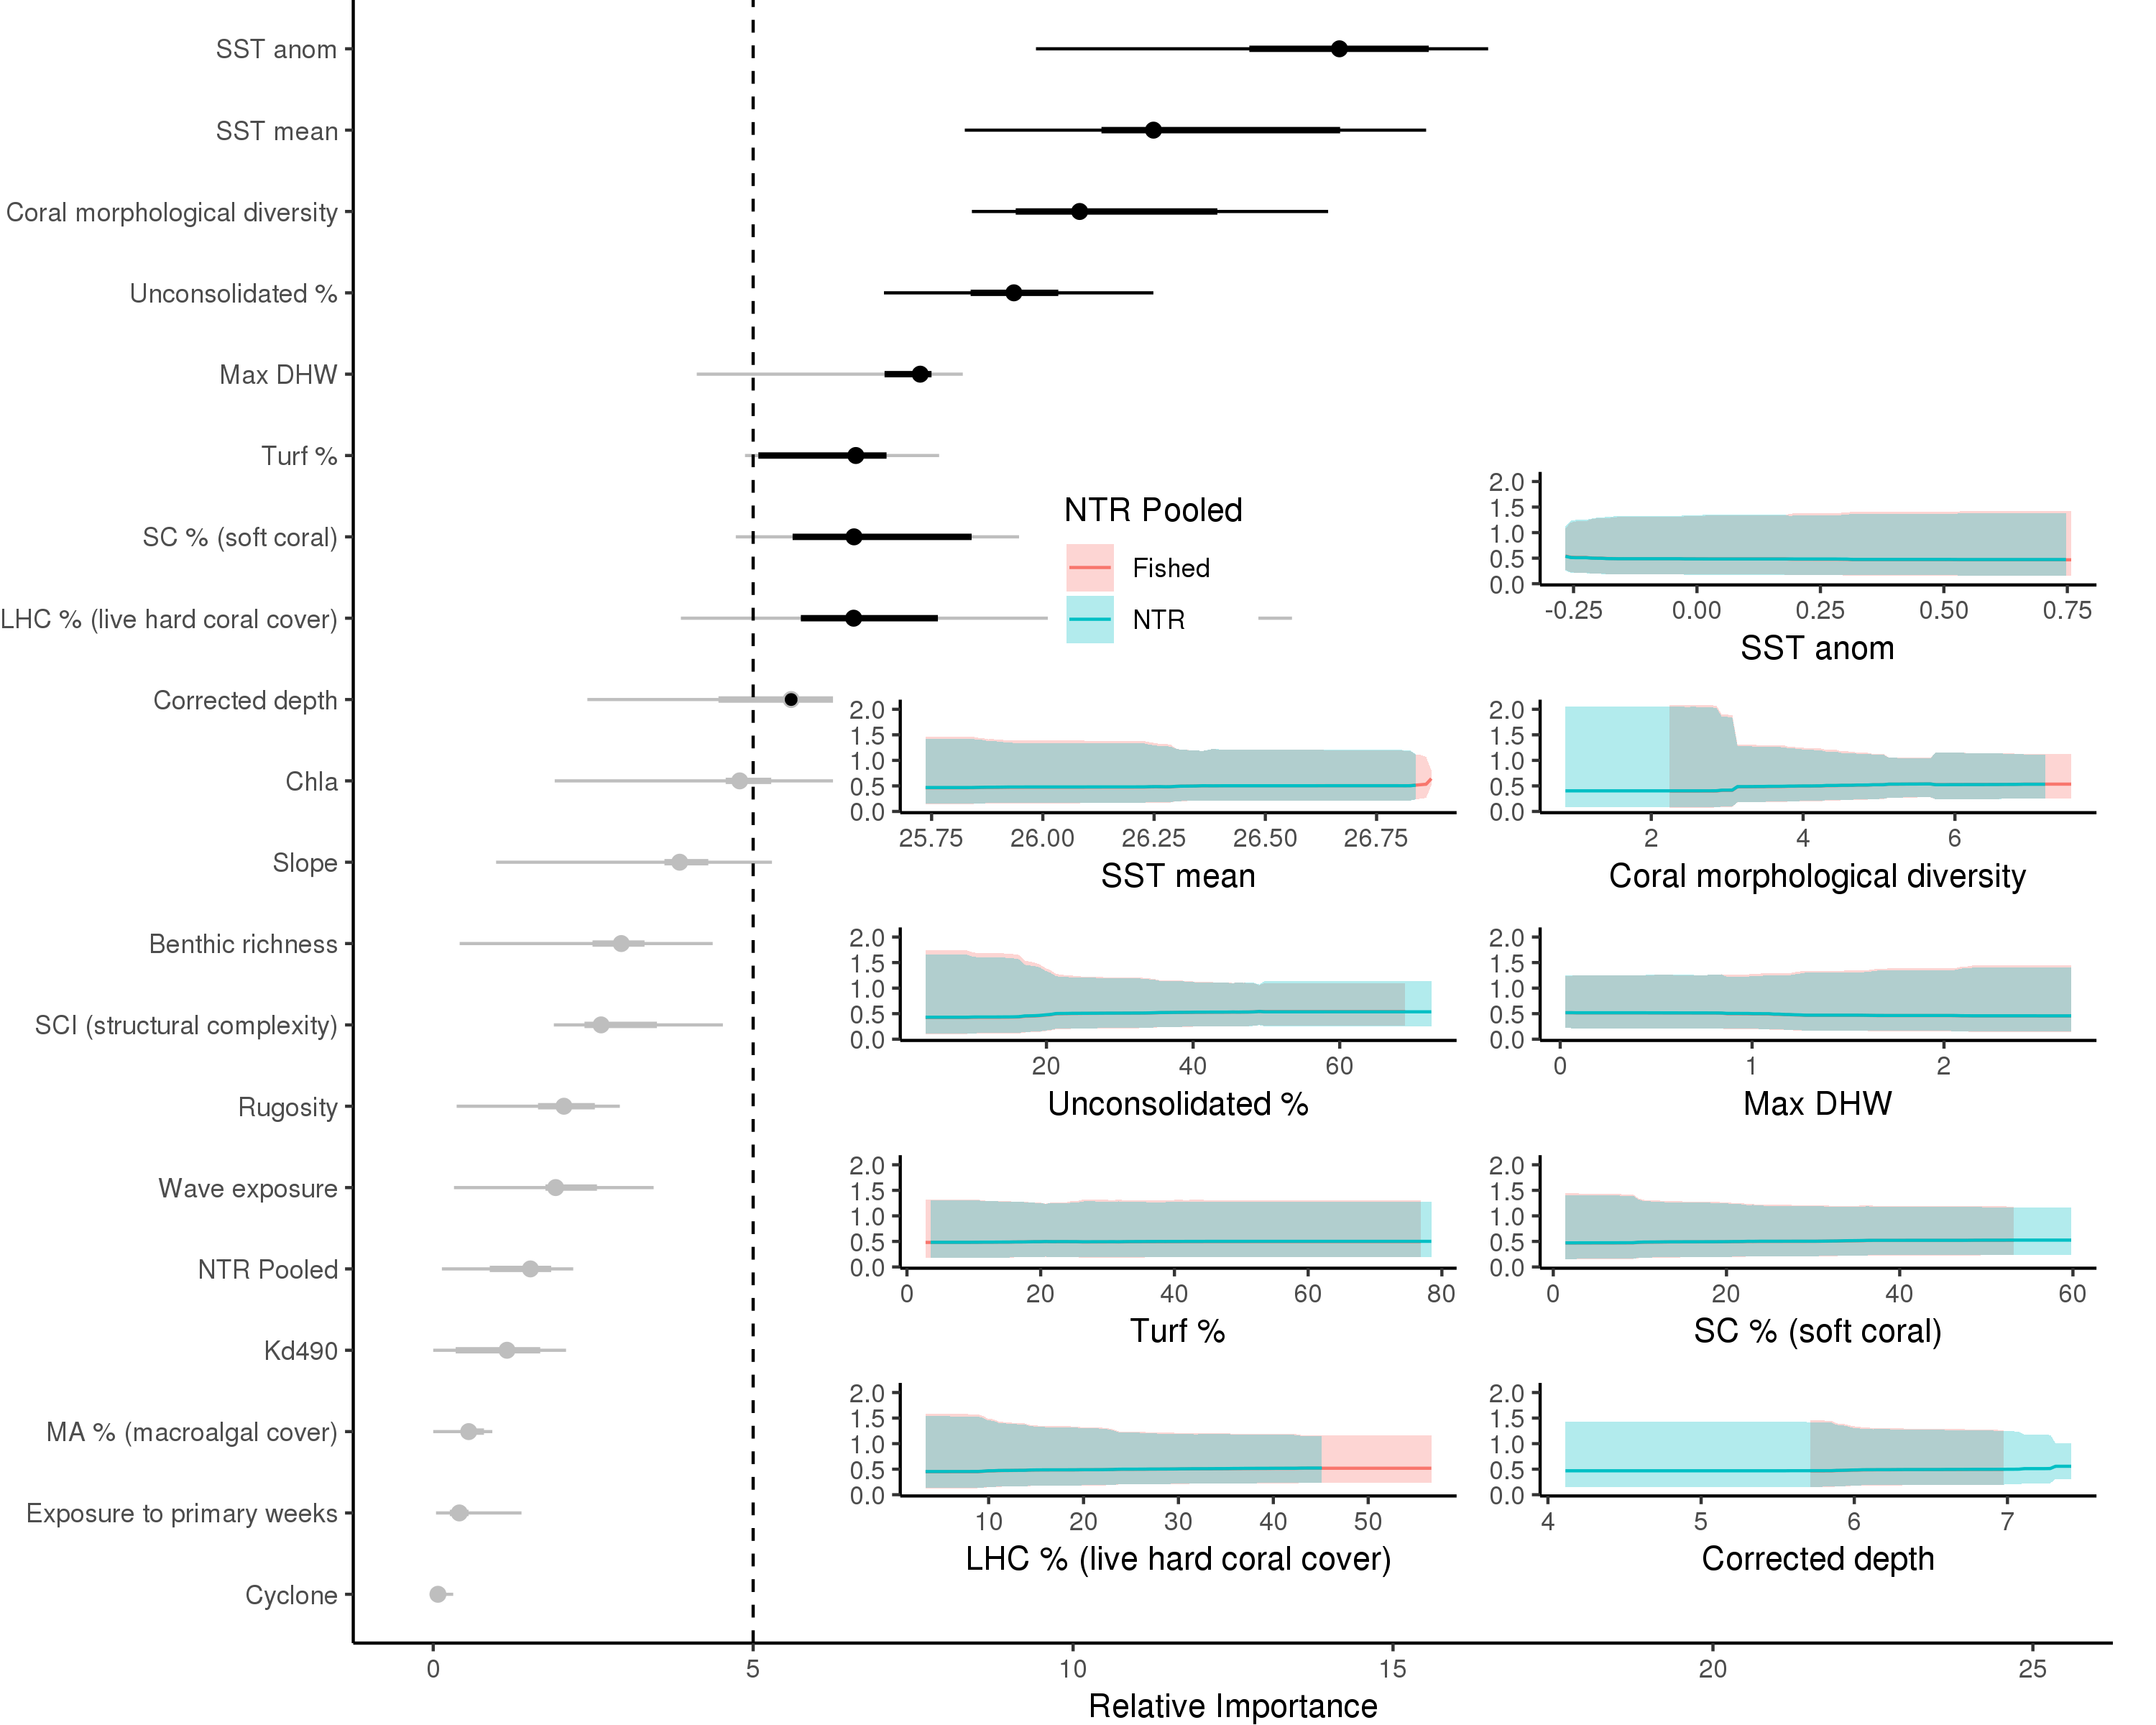 SST anom
SST mean
Coral morphological diversity
Unconsolidated %
Max DHW
Turf %
SC % (soft coral)
LHC % (live hard coral cover)
Corrected depth
Chla
Slope
Benthic richness
SCI (structural complexity)
Rugosity
Wave exposure
NTR Pooled
Kd490
MA % (macroalgal cover)
Exposure to primary weeks
Cyclone
0 5 10 15 20 25
Relative Importance
NTR Pooled
Fished
NTR
2.0
1.5
1.0
0.5
0.0
-0.25 0.00 0.25 0.50 0.75
SST anom
2.0
1.5
1.0
0.5
0.0
25.75 26.00 26.25 26.50 26.75
SST mean
2.0
1.5
1.0
0.5
0.0
2 4 6
Coral morphological diversity
2.0
1.5
1.0
0.5
0.0
20 40 60
Unconsolidated %
2.0
1.5
1.0
0.5
0.0
0 1 2
Max DHW
2.0
1.5
1.0
0.5
0.0
0 20 40 60 80
Turf %
2.0
1.5
1.0
0.5
0.0
0 20 40 60
SC % (soft coral)
2.0
1.5
1.0
0.5
0.0
10 20 30 40 50
LHC % (live hard coral cover)
2.0
1.5
1.0
0.5
0.0
4 5 6 7
Corrected depth